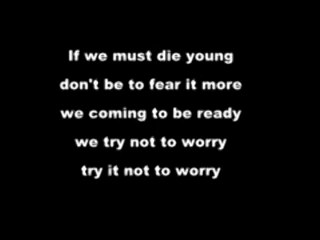 If we must die young
don't be to fear it more
we coming to be ready
we try not to worry
try it not to worry